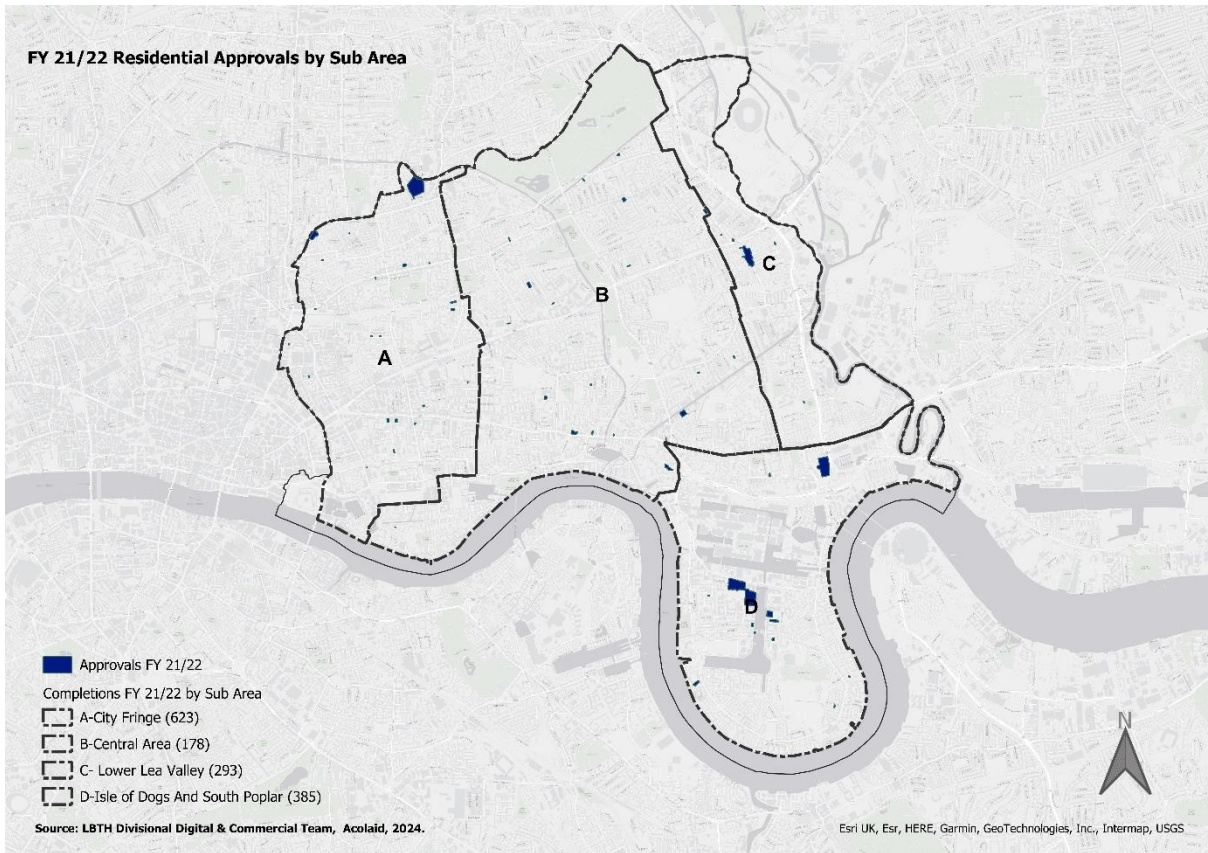 FY 21/22 Residential Approvals by Sub Area
A
B
C
D
Approvals FY 21/22
Completions FY 21/22 by Sub Area
A-City Fringe (623)
B-Central Area (178)
C- Lower Lea Valley (293)
D-Isle of Dogs And South Poplar (385)
N
Source: LBTH Divisional Digital & Commercial Team, Acolaid, 2024.
Esri UK, Esr, HERE, Garmin, GeoTechnologies, Inc., Intermap, USGS